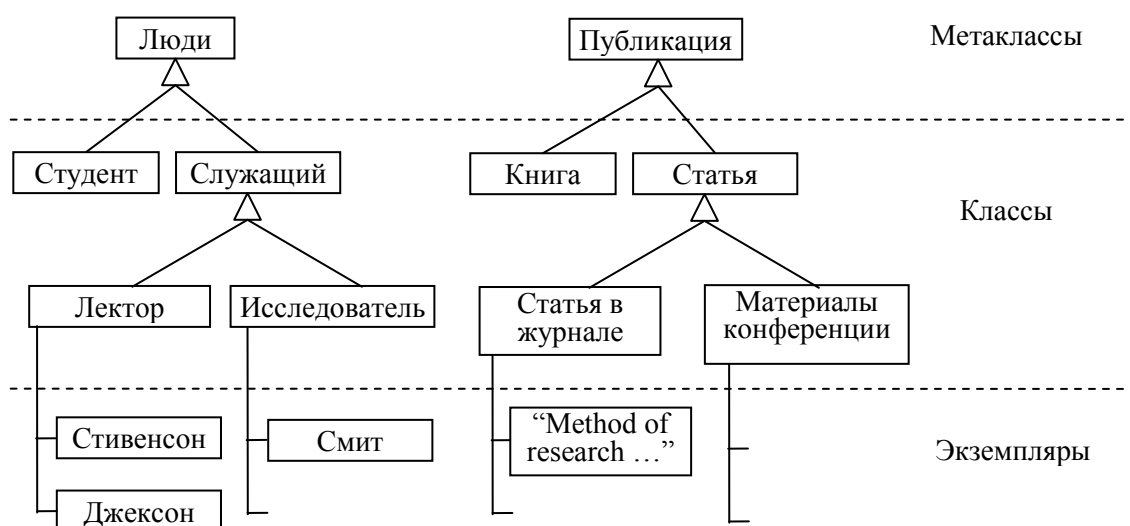 Люди
Публикация
Метаклассы
Студент
Служащий
Книга
Статья
Классы
Лектор
Исследователь
Статья в
журнале
Материалы
конференции
Стивенсон
Смит
“Method of
research ...”
Экземпляры
Джексон